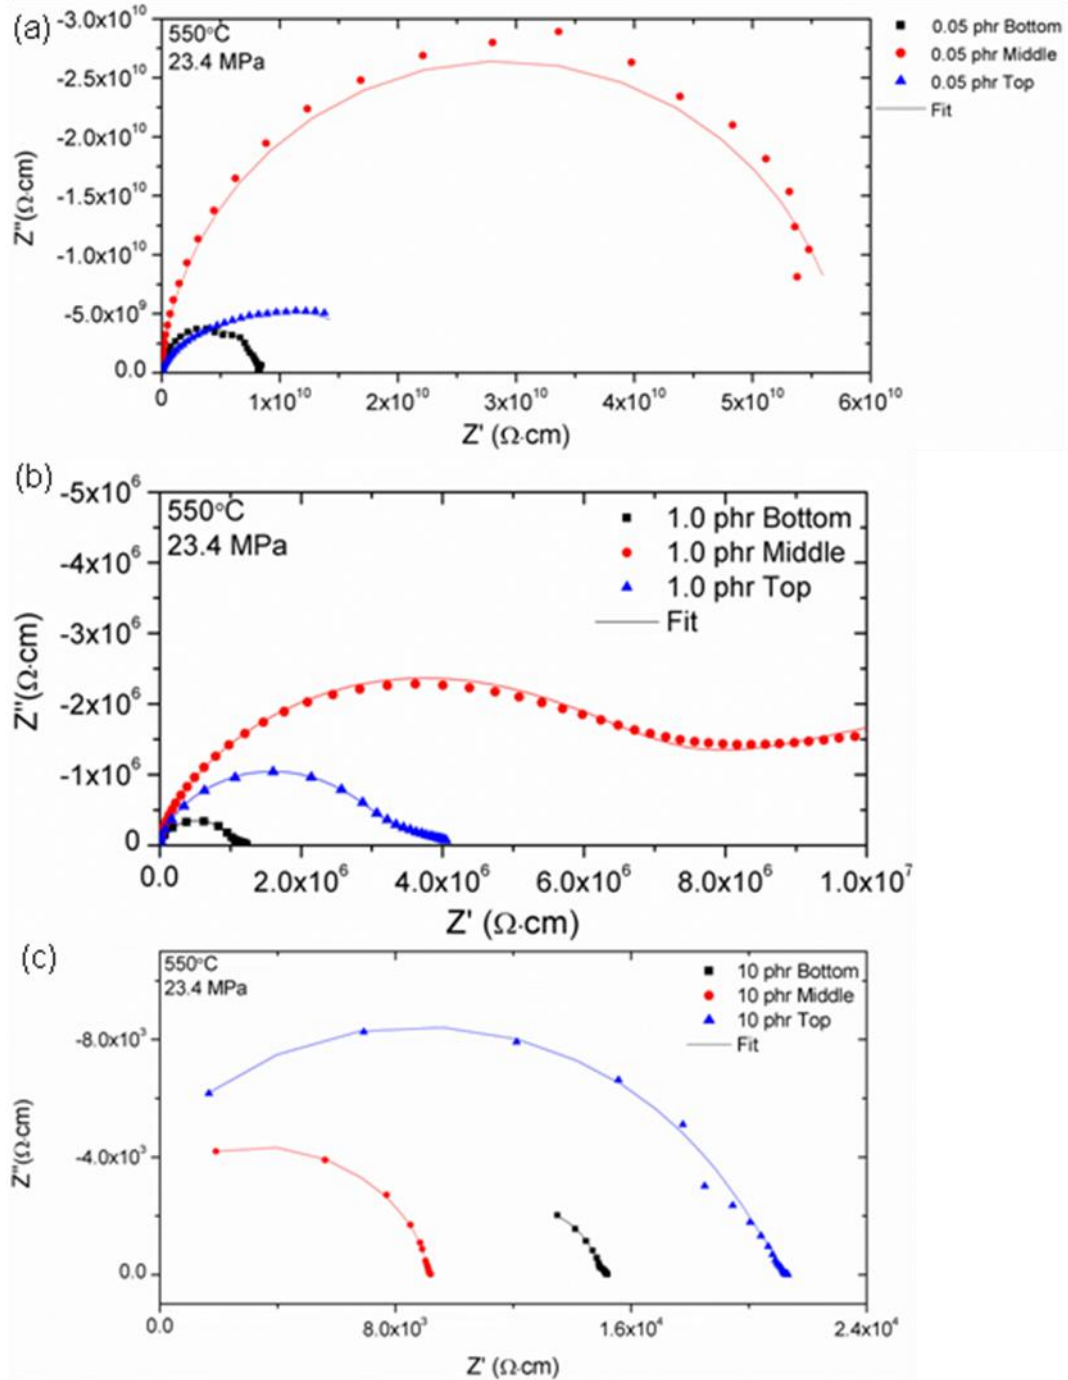 (a)
550°C
23.4 MPa
0.05 phr Bottom
0.05 phr Middle
0.05 phr Top
Fit
-3.0x10¹⁰
-2.5x10¹⁰
-2.0x10¹⁰
-1.5x10¹⁰
-1.0x10¹⁰
-5.0x10⁹
0.0
Z''(Ω·cm)
0 1x10¹⁰ 2x10¹⁰ 3x10¹⁰ 4x10¹⁰ 5x10¹⁰ 6x10¹⁰
Z' (Ω·cm)
(b)
550°C
23.4 MPa
1.0 phr Bottom
1.0 phr Middle
1.0 phr Top
Fit
-5x10⁶
-4x10⁶
-3x10⁶
-2x10⁶
-1x10⁶
0
Z''(Ω·cm)
0.0 2.0x10⁶ 4.0x10⁶ 6.0x10⁶ 8.0x10⁶ 1.0x10⁷
Z' (Ω·cm)
(c)
550°C
23.4 MPa
10 phr Bottom
10 phr Middle
10 phr Top
Fit
-8.0x10³
-4.0x10³
0.0
Z''(Ω·cm)
0.0 8.0x10³ 1.6x10⁴ 2.4x10⁴
Z' (Ω·cm)